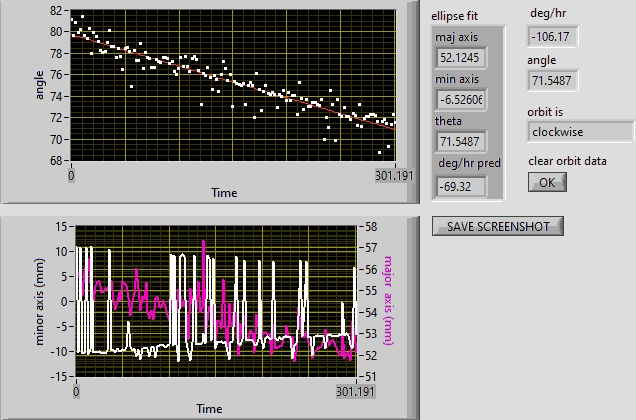 82
80
78
76
74
72
70
68
angle
0
301.191
Time
ellipse fit
maj axis
52.1245
min axis
-6.52606
theta
71.5487
deg/hr pred
-69.32
deg/hr
-106.17
angle
71.5487
orbit is
clockwise
clear orbit data
OK
SAVE SCREENSHOT
15
10
5
0
-5
-10
-15
minor axis (mm)
58
57
56
55
54
53
52
51
major axis (mm)
0
301.191
Time